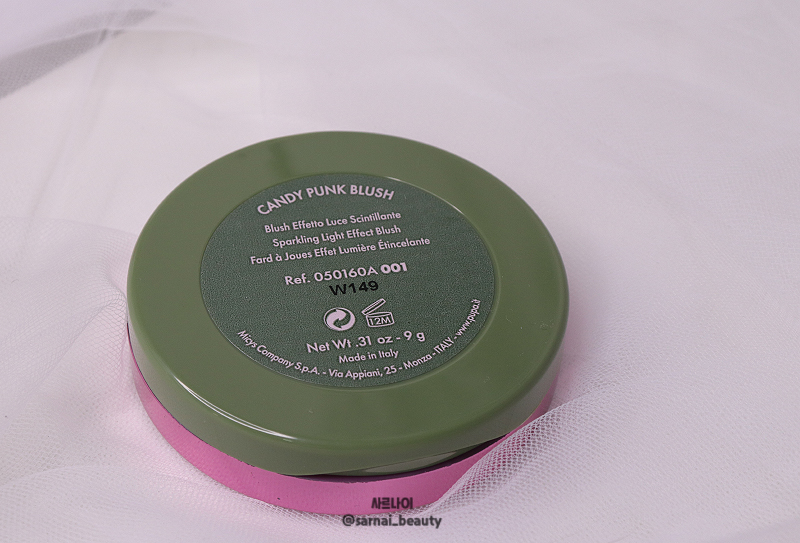 CANDY PUNK BLUSH
Blush Effetto Luce Scintillante
Sparkling Light Effect Blush
Fard à Joues Effet Lumière Étincelante
Ref. 050160A 001
W149
12M
Net Wt .31 oz - 9 g
Made in Italy
Micys Company S.p.A. - Via Appiani, 25 - Monza - ITALY - www.pupa.it
사르나이
@sarnai_beauty